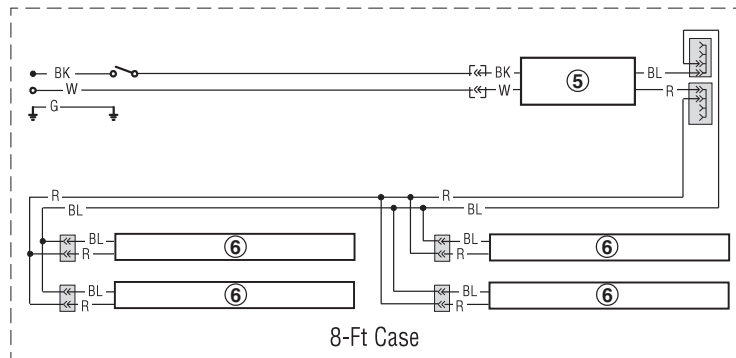 BK BK 5 BL
W W R
G
R R
BL BL
BL 6 BL 6
R R
BL 6 BL 6
R R
8-Ft Case